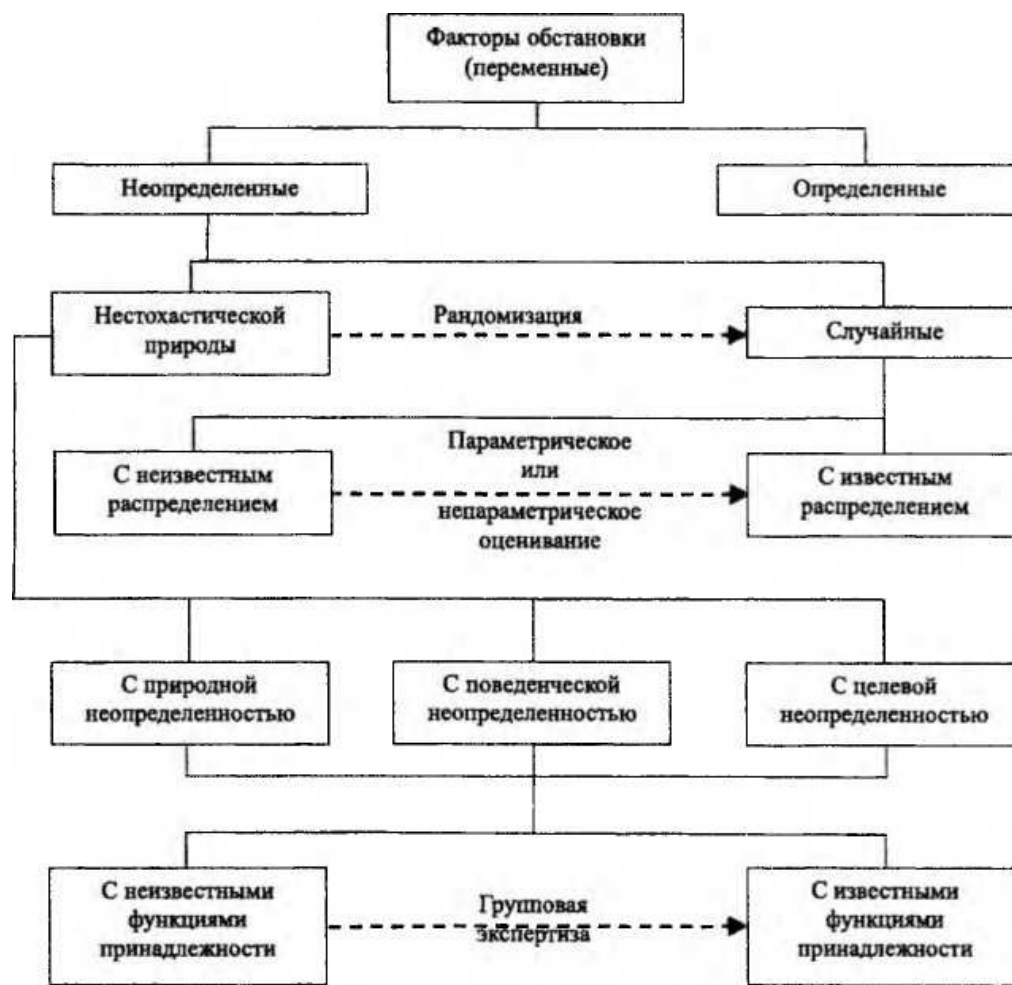 Факторы обстановки
(переменные)
Неопределенные
Определенные
Нестохастической
природы
Рандомизация
Случайные
С неизвестным
распределением
Параметрическое
или
непараметрическое
оценивание
С известным
распределением
С природной
неопределенностью
С поведенческой
неопределенностью
С целевой
неопределенностью
С неизвестными
функциями
принадлежности
Групповая
экспертиза
С известными
функциями
принадлежности